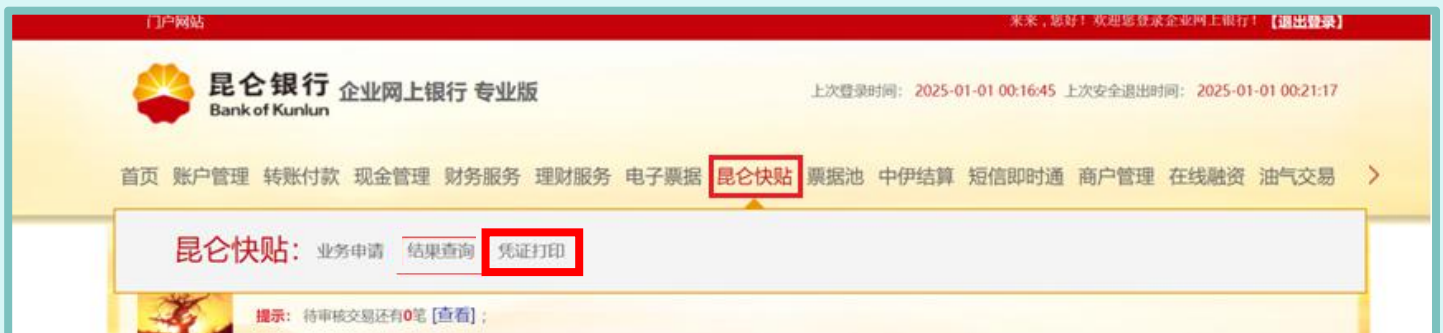 门户网站 来来，您好！欢迎您登录企业网上银行！【退出登录】
昆仑银行 企业网上银行 专业版 上次登录时间： 2025-01-01 00:16:45 上次安全退出时间： 2025-01-01 00:21:17
Bank of Kunlun
首页 账户管理 转账付款 现金管理 财务服务 理财服务 电子票据 昆仑快贴 票据池 中伊结算 短信即时通 商户管理 在线融资 油气交易
昆仑快贴： 业务申请 结果查询 凭证打印
提示： 待审核交易还有0笔 [查看]；